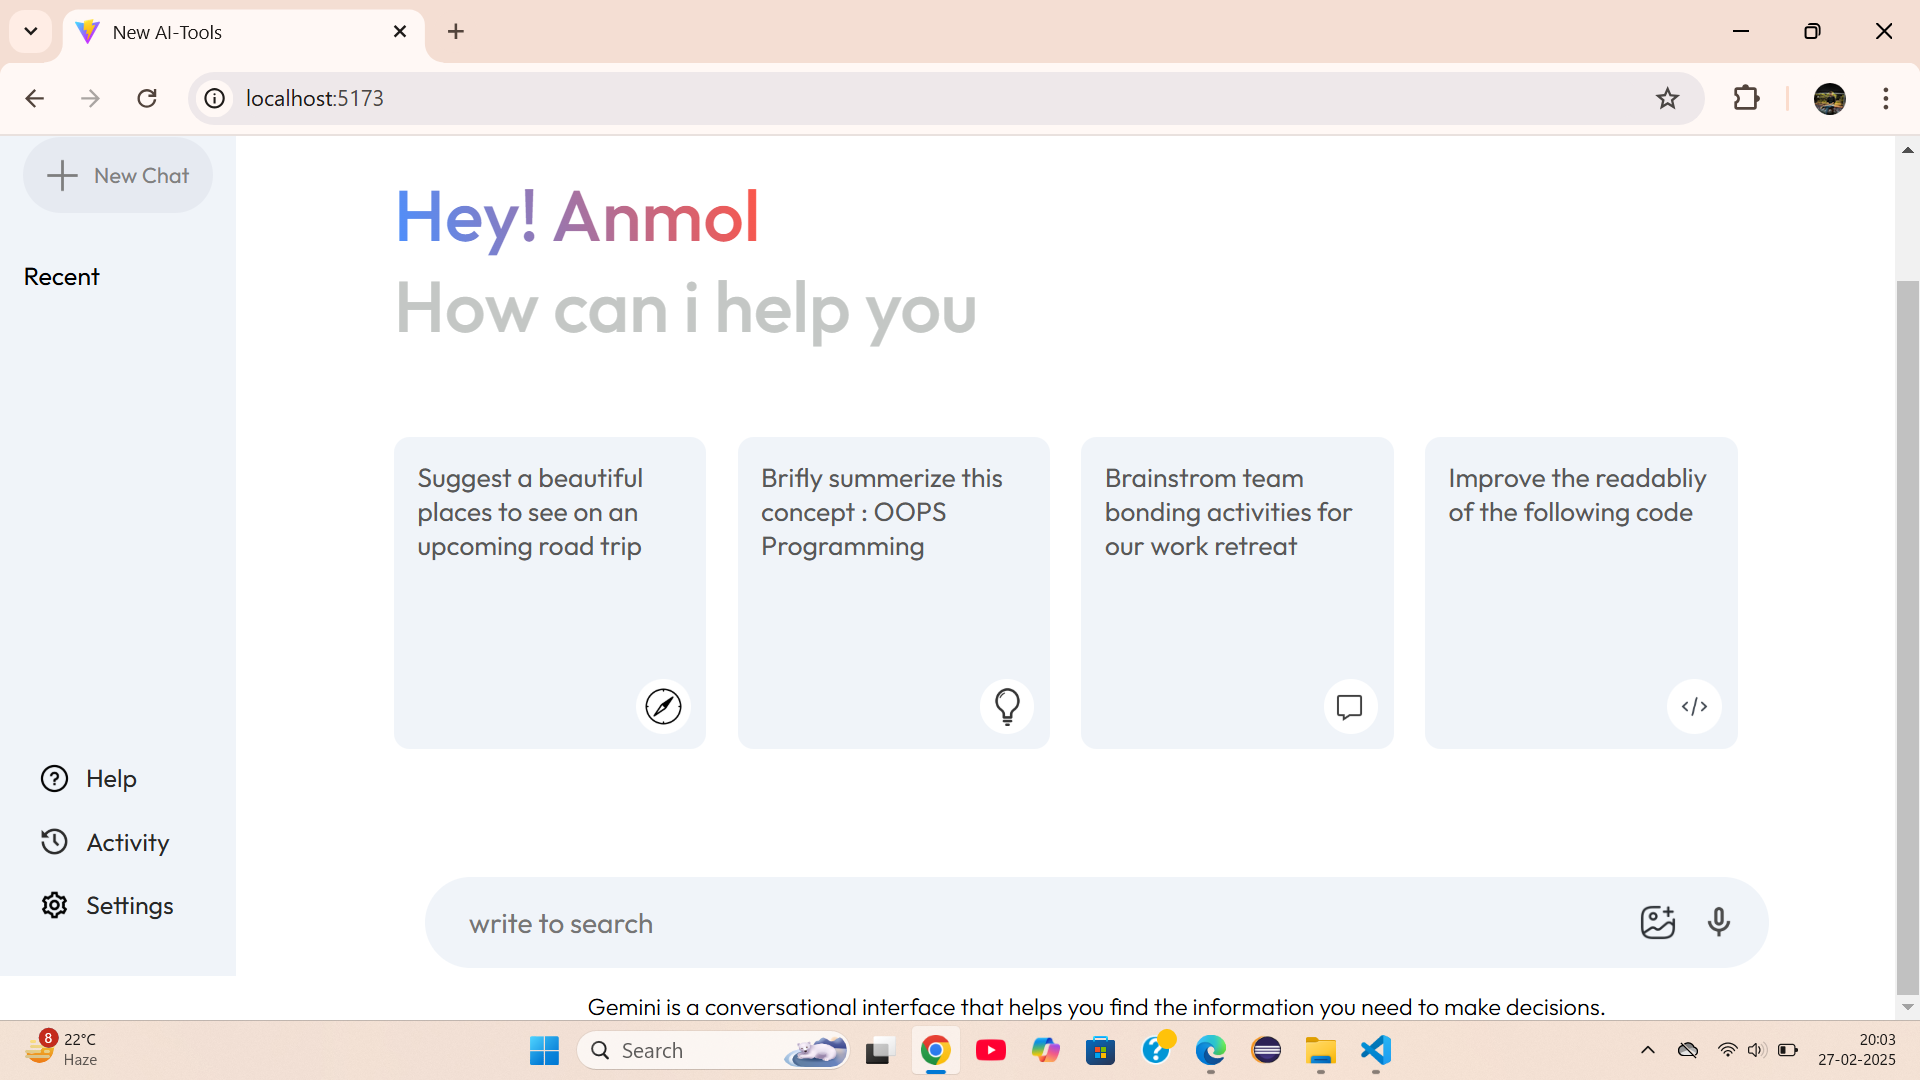 New AI-Tools
localhost:5173
New Chat
Hey! Anmol
Recent
How can i help you
Suggest a beautiful
places to see on an
upcoming road trip
Brifly summerize this
concept : OOPS
Programming
Brainstrom team
bonding activities for
our work retreat
Improve the readabliy
of the following code
</>
Help
Activity
Settings
write to search
Gemini is a conversational interface that helps you find the information you need to make decisions.
8
22°C
Haze
Search
20:03
27-02-2025